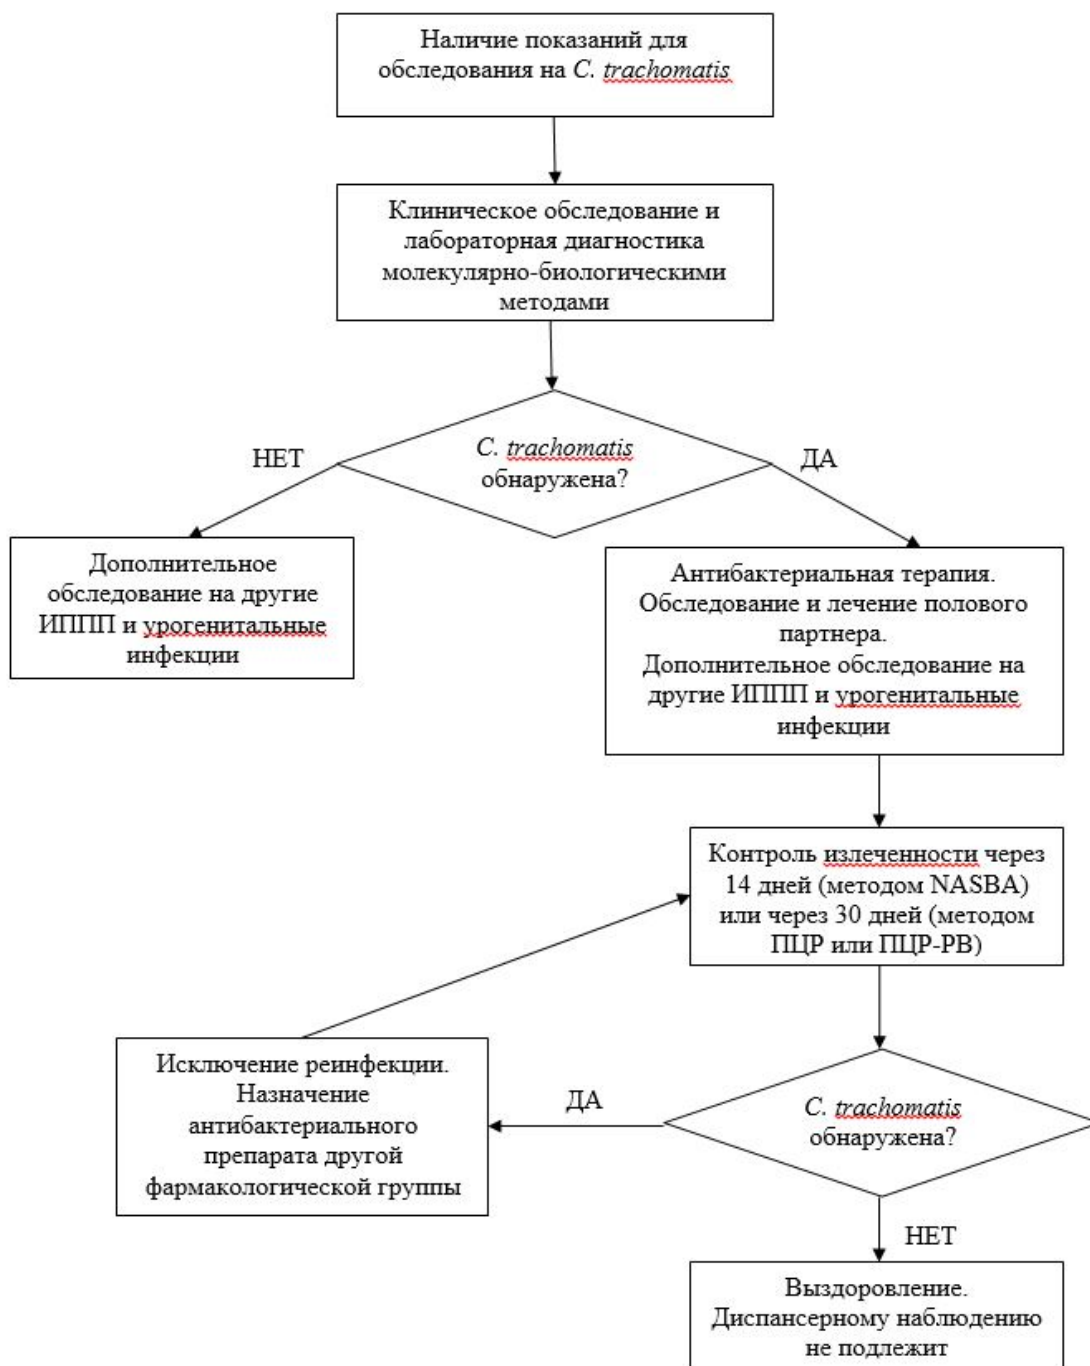 Наличие показаний для
обследования на C. trachomatis
Клиническое обследование и
лабораторная диагностика
молекулярно-биологическими
методами
C. trachomatis
обнаружена?
НЕТ
ДА
Дополнительное
обследование на другие
ИППП и урогенитальные
инфекции
Антибактериальная терапия.
Обследование и лечение полового
партнера.
Дополнительное обследование на
другие ИППП и урогенитальные
инфекции
Контроль излеченности через
14 дней (методом NASBA)
или через 30 дней (методом
ПЦР или ПЦР-РВ)
C. trachomatis
обнаружена?
ДА
Исключение реинфекции.
Назначение
антибактериального
препарата другой
фармакологической группы
НЕТ
Выздоровление.
Диспансерному наблюдению
не подлежит